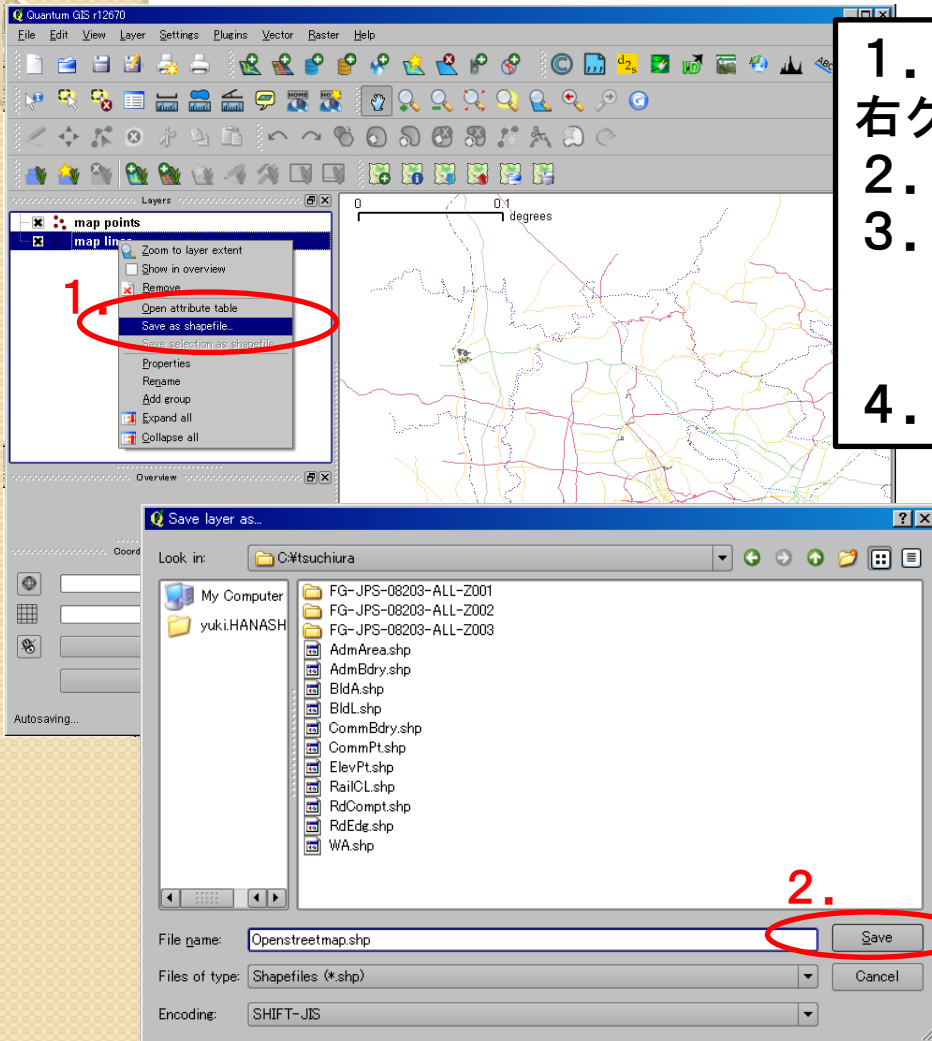 Quantum GIS r12670
File Edit View Layer Settings Plugins Vector Raster Help
Layers
map points
map lines
Zoom to layer extent
Show in overview
Remove
Open attribute table
Save as shapefile...
Save selection as shapefile...
Properties
Rename
Add group
Expand all
Collapse all
1.
0 0.1 degrees
Overview
Coord
Autosaving...
1.
右ク
2.
3.
4.
Save layer as...
Look in: C:¥tsuchiura
My Computer
yuki.HANASH
FG-JPS-08203-ALL-Z001
FG-JPS-08203-ALL-Z002
FG-JPS-08203-ALL-Z003
AdmArea.shp
AdmBdry.shp
BldA.shp
BldL.shp
CommBdry.shp
CommPt.shp
ElevPt.shp
RailCL.shp
RdCompt.shp
RdEdg.shp
WA.shp
2.
File name: Openstreetmap.shp Save
Files of type: Shapefiles (*.shp) Cancel
Encoding: SHIFT-JIS